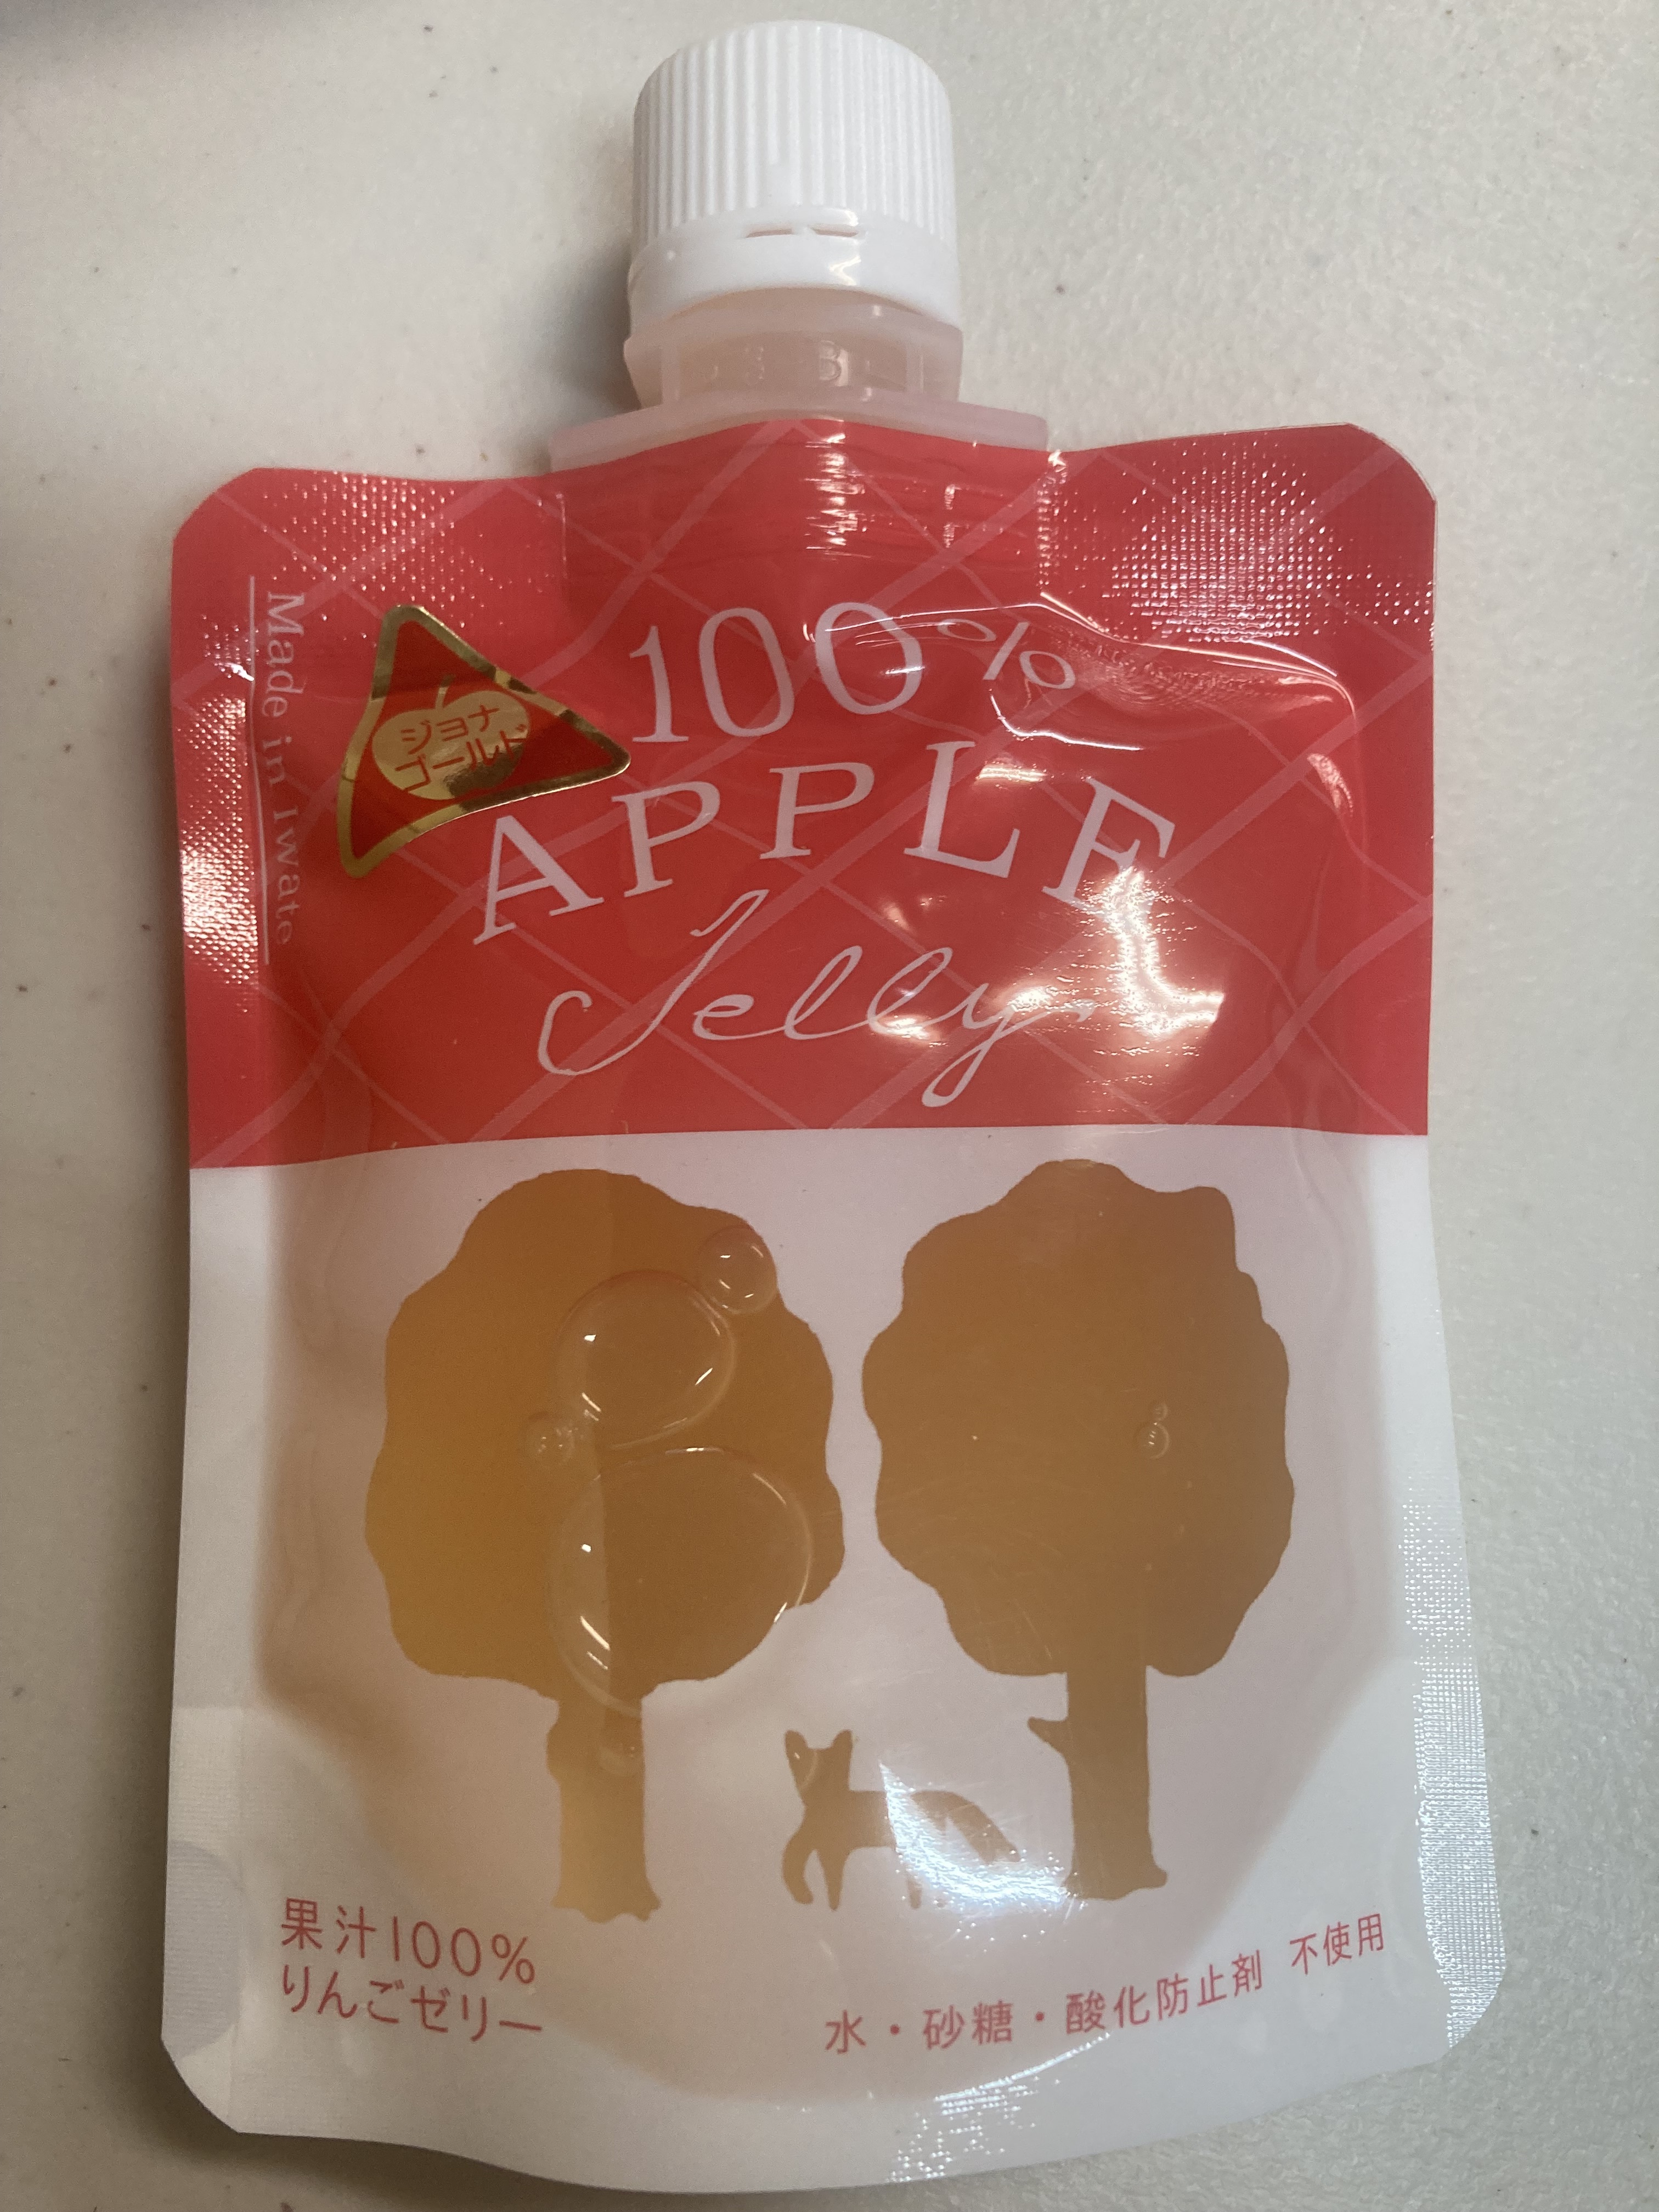 Made in Iwate
ジョナ
ゴールド
100%
APPLE
Jelly
果汁100%
りんごゼリー
水・砂糖・酸化防止剤 不使用